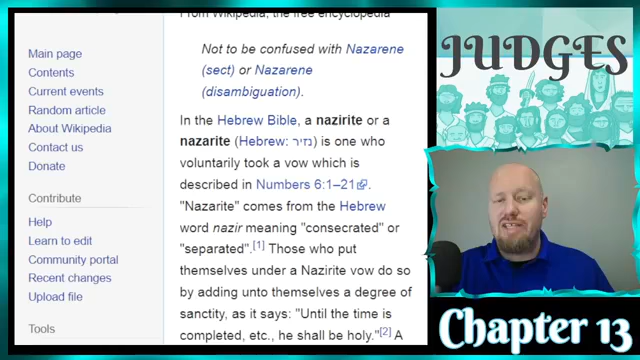 From Wikipedia, the free encyclopedia
Not to be confused with Nazarene
(sect) or Nazarene
(disambiguation).
In the Hebrew Bible, a nazirite or a
nazarite (Hebrew: נזיר) is one who
voluntarily took a vow which is
described in Numbers 6:1–21.
"Nazarite" comes from the Hebrew
word nazir meaning "consecrated" or
"separated".[1] Those who put
themselves under a Nazirite vow do so
by adding unto themselves a degree of
sanctity, as it says: "Until the time is
completed, etc., he shall be holy."[2] A
Main page
Contents
Current events
Random article
About Wikipedia
Contact us
Donate
Contribute
Help
Learn to edit
Community portal
Recent changes
Upload file
Tools
JUDGES
Chapter 13